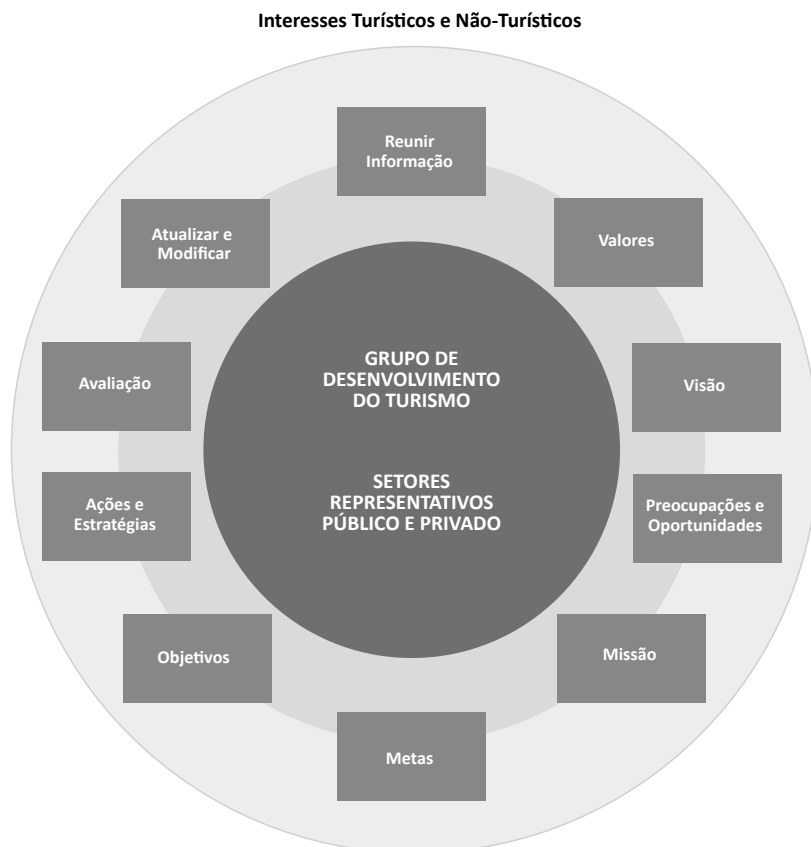 Interesses Turísticos e Não-Turísticos
Reunir
Informação
Valores
Visão
Preocupações e
Oportunidades
Missão
Metas
Objetivos
Ações e
Estratégias
Avaliação
Atualizar e
Modificar
GRUPO DE
DESENVOLVIMENTO
DO TURISMO
SETORES
REPRESENTATIVOS
PÚBLICO E PRIVADO